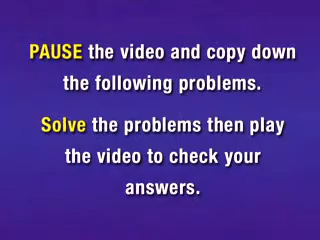 PAUSE the video and copy down
the following problems.
Solve the problems then play
the video to check your
answers.